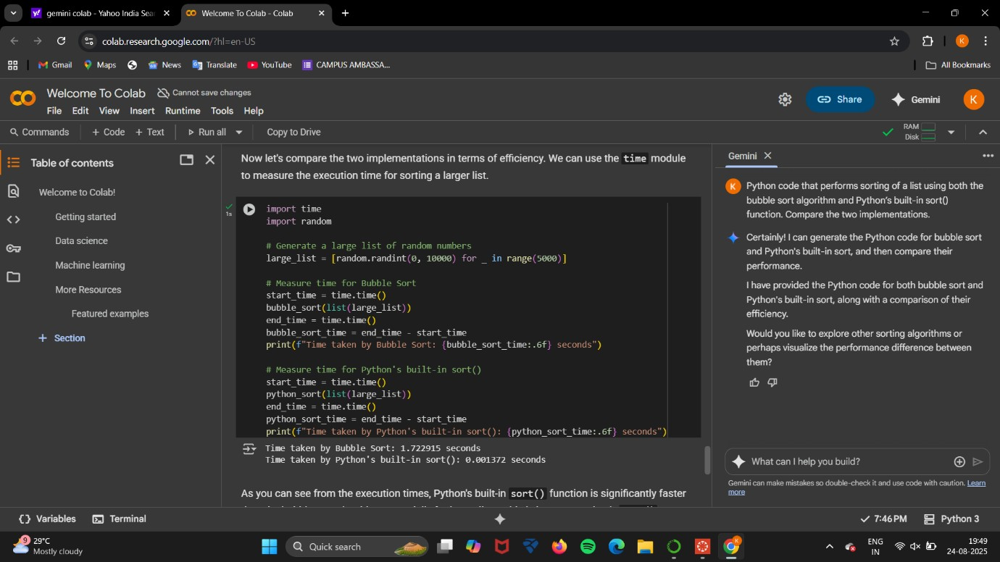 gemini colab - Yahoo India Sea
Welcome To Colab - Colab
colab.research.google.com/?hl=en-US
K
Gmail
Maps
News
Translate
YouTube
CAMPUS AMBASSA...
All Bookmarks
Welcome To Colab
Cannot save changes
File Edit View Insert Runtime Tools Help
Share
Gemini
K
Commands
+ Code + Text
Run all
Copy to Drive
RAM
Disk
Table of contents
Welcome to Colab!
Getting started
Data science
Machine learning
More Resources
Featured examples
+ Section
Now let's compare the two implementations in terms of efficiency. We can use the time module
to measure the execution time for sorting a larger list.
1s
import time
import random
# Generate a large list of random numbers
large_list = [random.randint(0, 10000) for _ in range(5000)]
# Measure time for Bubble Sort
start_time = time.time()
bubble_sort(list(large_list))
end_time = time.time()
bubble_sort_time = end_time - start_time
print(f"Time taken by Bubble Sort: {bubble_sort_time:.6f} seconds")
# Measure time for Python's built-in sort()
start_time = time.time()
python_sort(list(large_list))
end_time = time.time()
python_sort_time = end_time - start_time
print(f"Time taken by Python's built-in sort(): {python_sort_time:.6f} seconds")
Time taken by Bubble Sort: 1.722915 seconds
Time taken by Python's built-in sort(): 0.001372 seconds
As you can see from the execution times, Python's built-in sort() function is significantly faster
Gemini
K
Python code that performs sorting of a list using both the
bubble sort algorithm and Python's built-in sort()
function. Compare the two implementations.
Certainly! I can generate the Python code for bubble sort
and Python's built-in sort, and then compare their
performance.
I have provided the Python code for both bubble sort and
Python's built-in sort, along with a comparison of their
efficiency.
Would you like to explore other sorting algorithms or
perhaps visualize the performance difference between
them?
What can I help you build?
Gemini can make mistakes so double-check it and use code with caution. Learn
more
Variables
Terminal
7:46 PM
Python 3
9
29°C
Mostly cloudy
Quick search
ENG
IN
19:49
24-08-2025